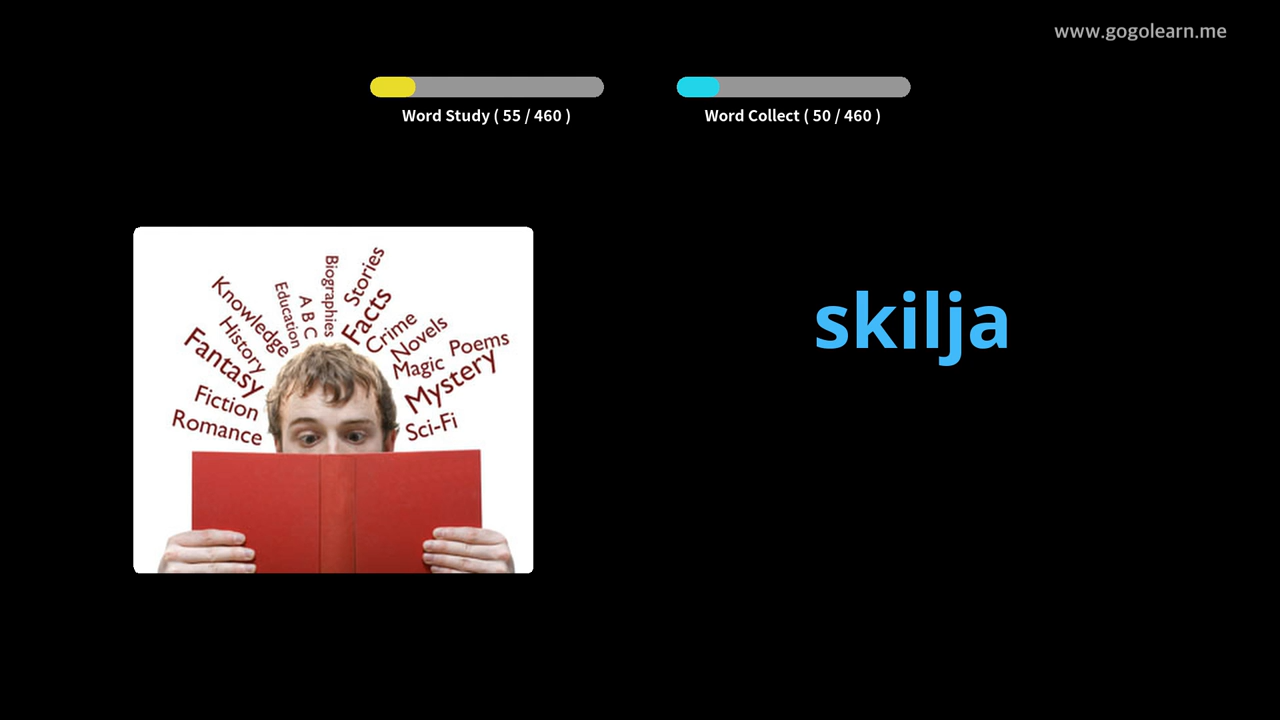 www.gogolearn.me
Word Study ( 55 / 460 )
Word Collect ( 50 / 460 )
skilja
Biographies
Stories
Education
A B C
Facts
Knowledge
Crime
History
Novels
Fantasy
Magic
Poems
Mystery
Fiction
Romance
Sci-Fi